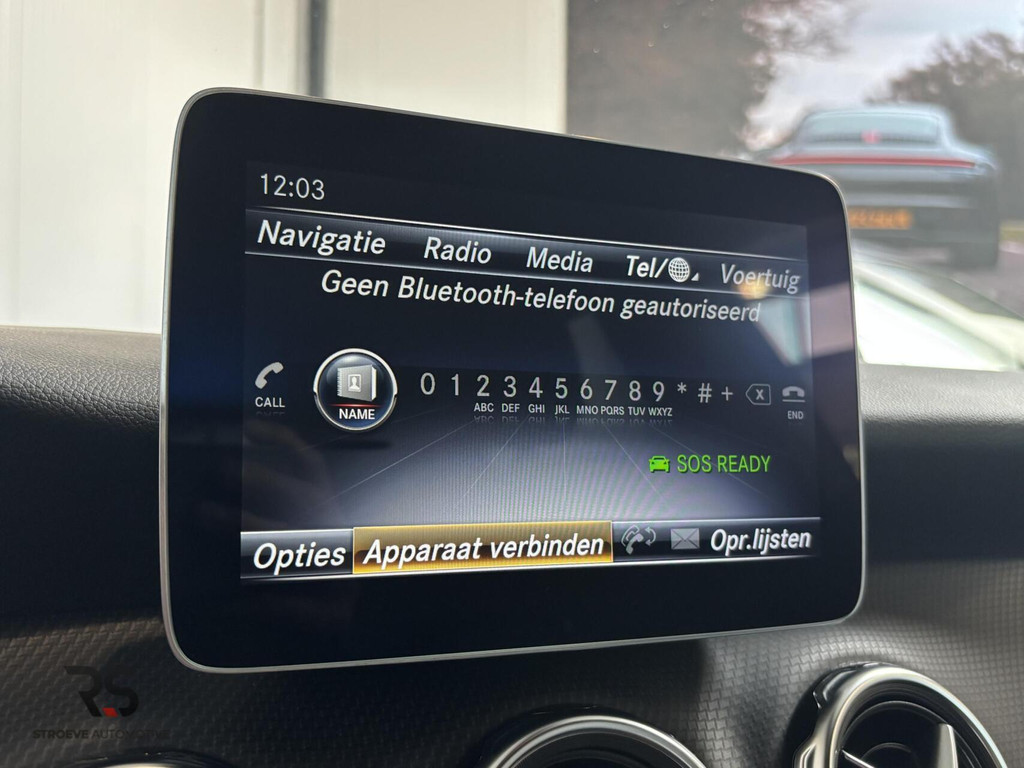 12:03
Navigatie Radio Media Tel/ Voertuig
Geen Bluetooth-telefoon geautoriseerd
CALL NAME 0 1 2 3 4 5 6 7 8 9 * # + X END
ABC DEF GHI JKL MNO PQRS TUV WXYZ
SOS READY
Opties Apparaat verbinden Opr.lijsten
RS
STROEVE AUTOMOTIVE